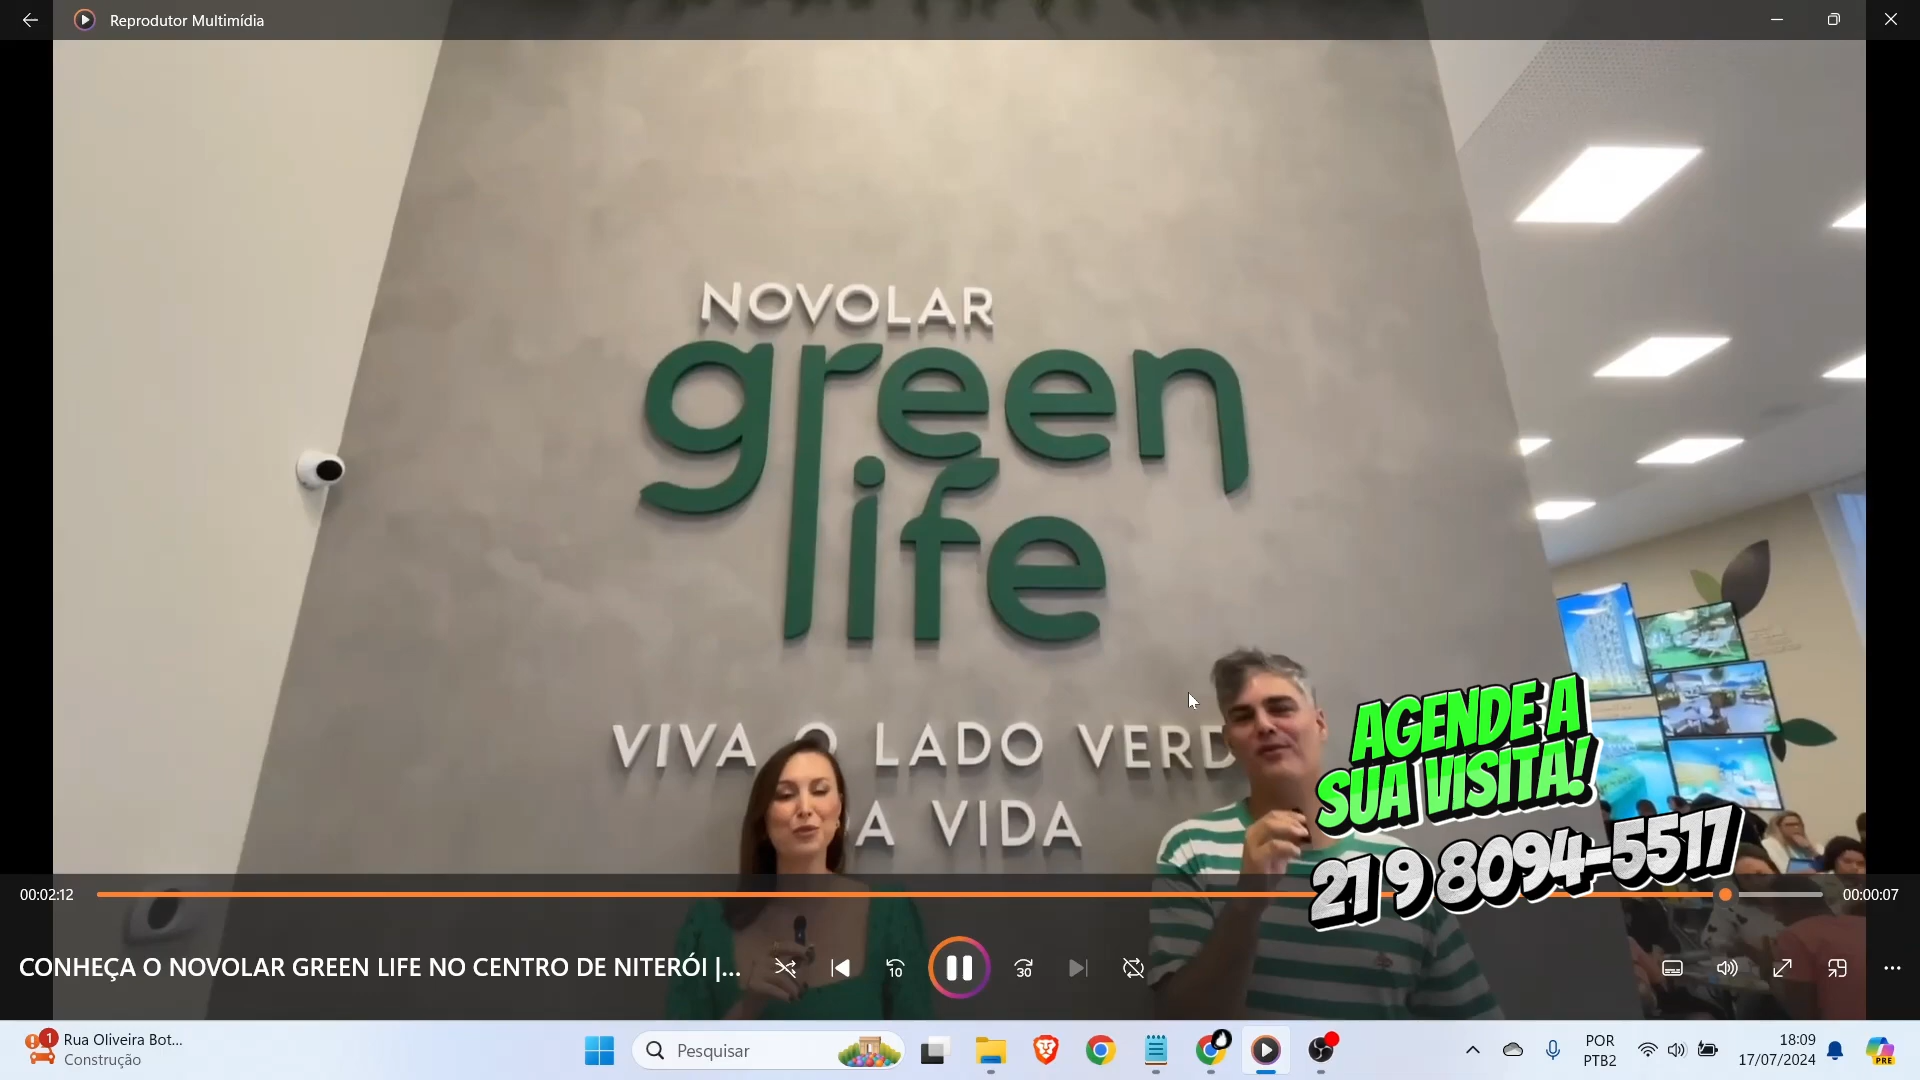 Reprodutor Multimídia
NOVOLAR
green
life
VIVA O LADO VERD
A VIDA
AGENDE A
SUA VISITA!
21 9 8094-5517
00:02:12
00:00:07
CONHEÇA O NOVOLAR GREEN LIFE NO CENTRO DE NITERÓI |...
10
30
1
Rua Oliveira Bot...
Construção
Pesquisar
POR
PTB2
18:09
17/07/2024
PRE